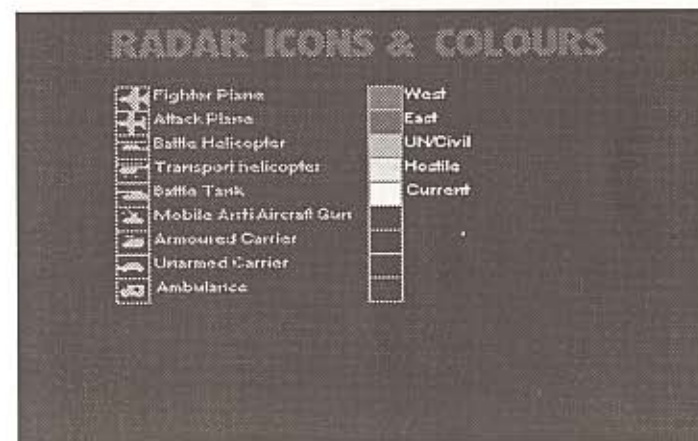 RADAR ICONS & COLOURS
Fighter Plane
Attack Plane
Battle Helicopter
Transport helicopter
Battle Tank
Mobile Anti Aircraft Gun
Armoured Carrier
Unarmed Carrier
Ambulance
West
East
UN/Civil
Hostile
Current